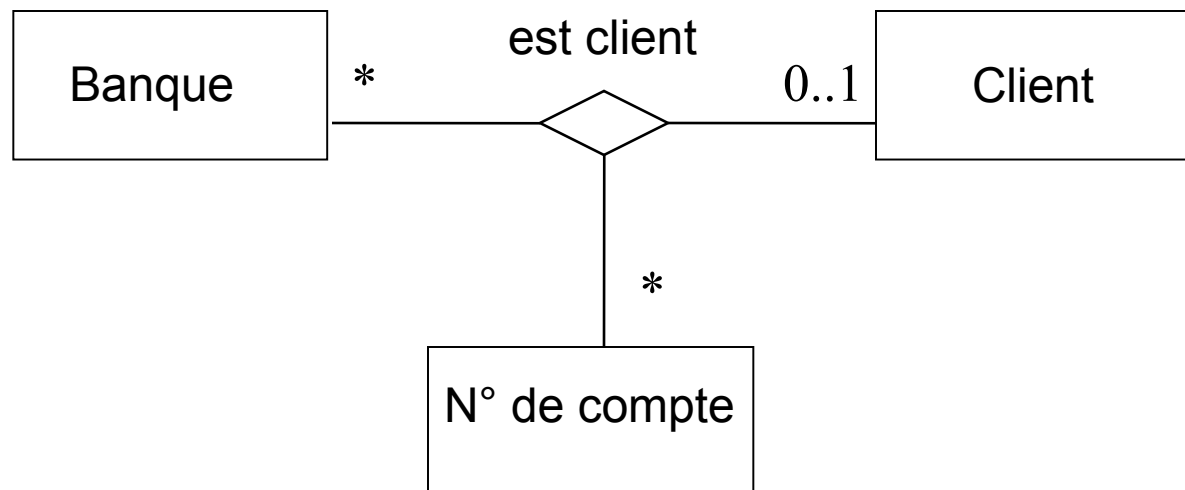 est client
Banque
*
0..1
Client
*
N° de compte